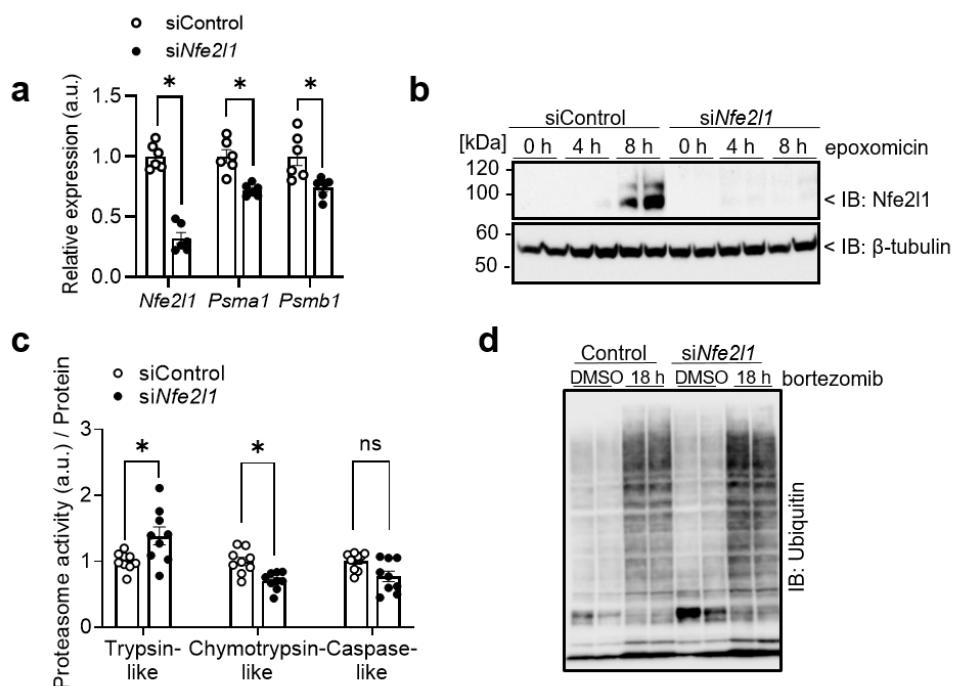 siControl
siNfe2l1
a
Relative expression (a.u.)
1.5
1.0
0.5
0.0
*
*
*
Nfe2l1 Psma1 Psmb1
b
siControl siNfe2l1
[kDa] 0 h 4 h 8 h 0 h 4 h 8 h epoxomicin
120
100
< IB: Nfe2l1
60
50
< IB: β-tubulin
c
siControl
siNfe2l1
Proteasome activity (a.u.) / Protein
3
2
1
0
*
*
ns
Trypsin- Chymotrypsin- Caspase-
like like like
d
Control siNfe2l1
DMSO 18 h DMSO 18 h bortezomib
IB: Ubiquitin